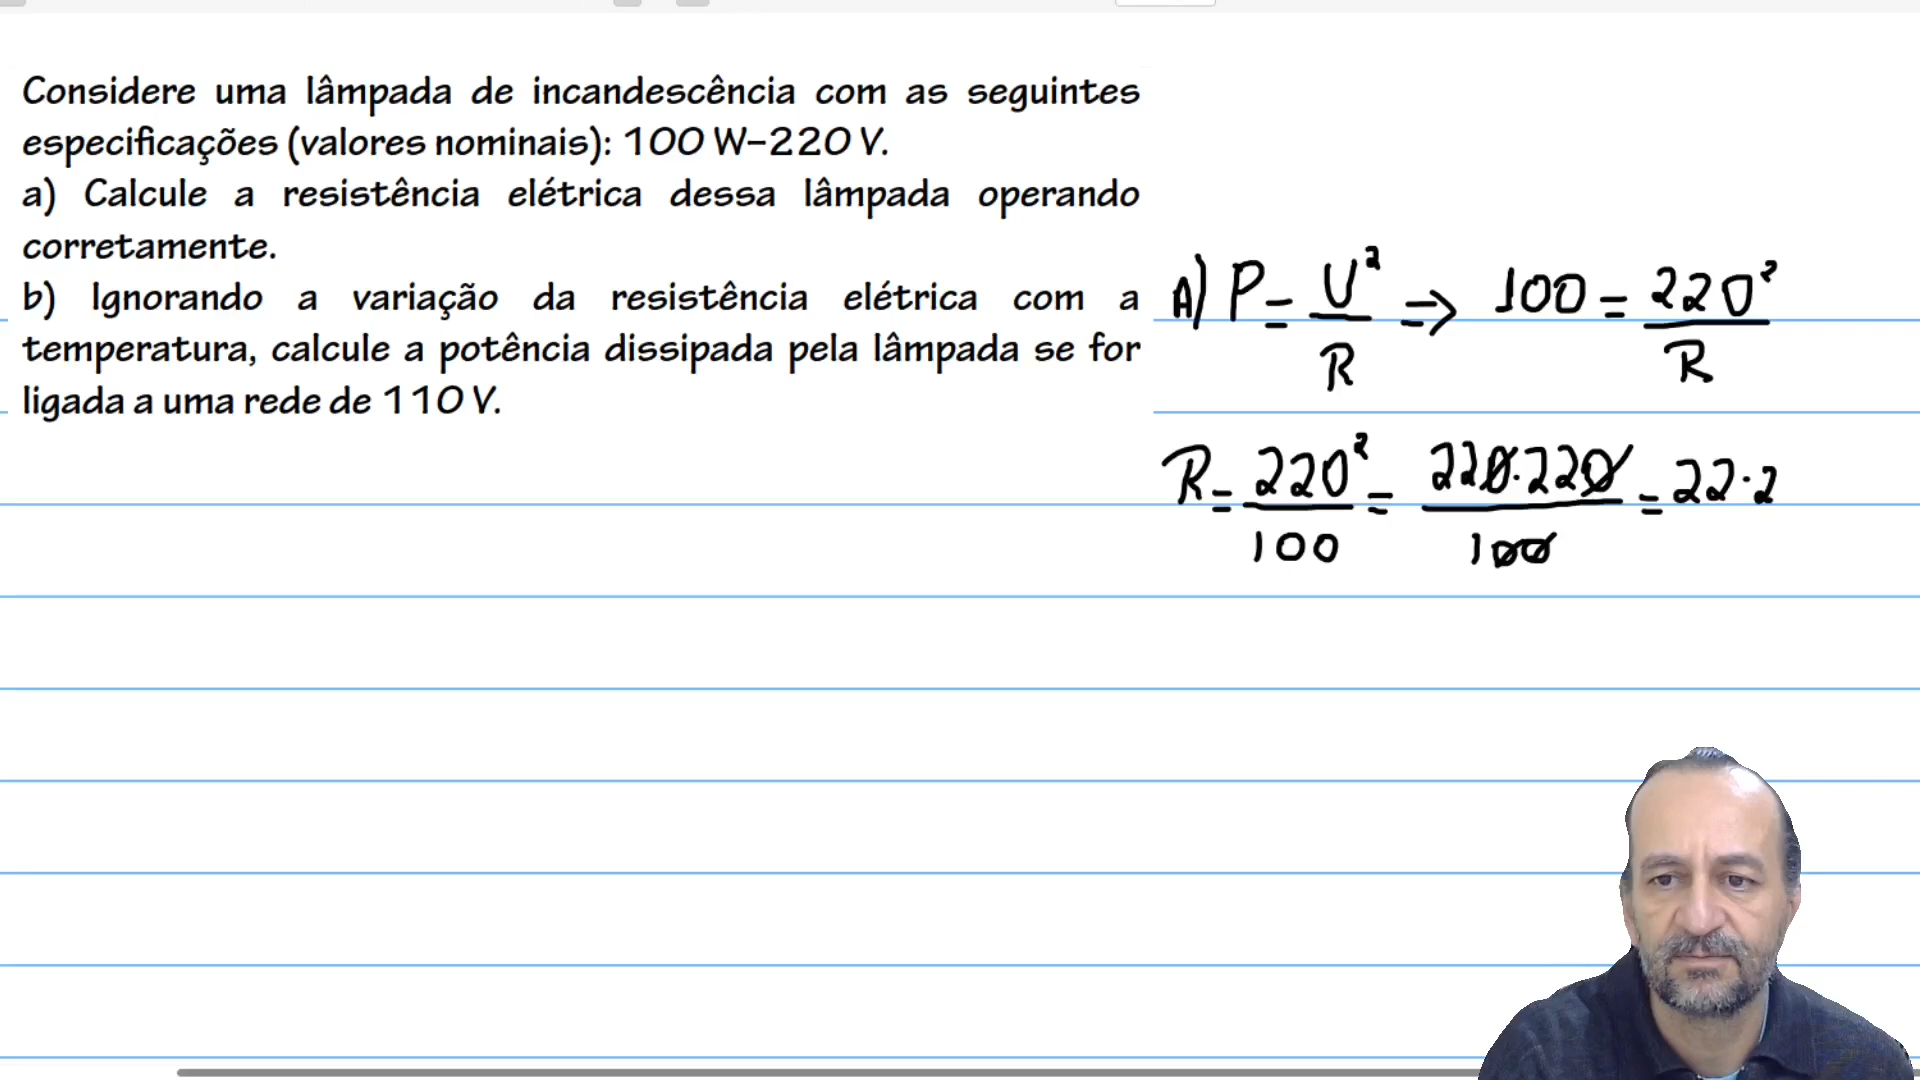 Considere uma lâmpada de incandescência com as seguintes
especificações (valores nominais): 100 W–220 V.
a) Calcule a resistência elétrica dessa lâmpada operando
corretamente.
b) Ignorando a variação da resistência elétrica com a
temperatura, calcule a potência dissipada pela lâmpada se for
ligada a uma rede de 110 V.
A) P = U²/R => 100 = 220²/R
R = 220²/100 = 220.220/100 = 22.2